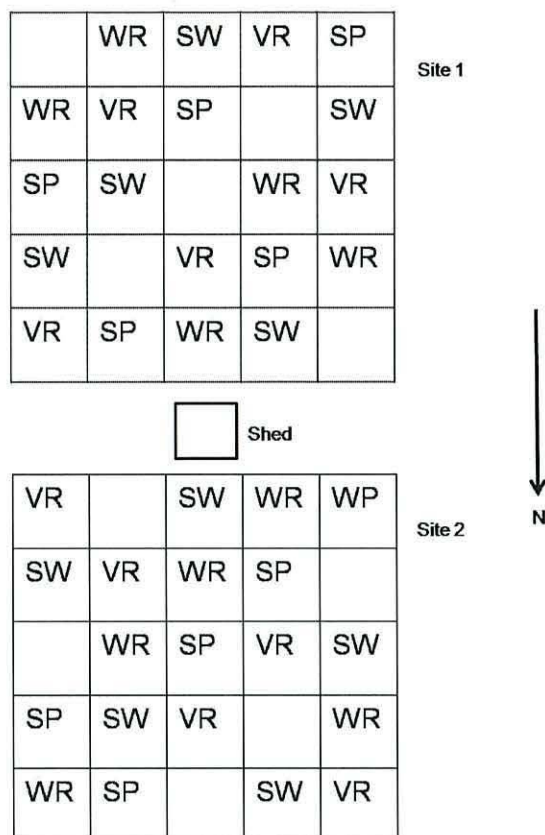 WR SW VR SP
Site 1
WR VR SP SW
SP SW WR VR
SW VR SP WR
VR SP WR SW
Shed
N
VR SW WR WP
Site 2
SW VR WR SP
WR SP VR SW
SP SW VR WR
WR SP SW VR